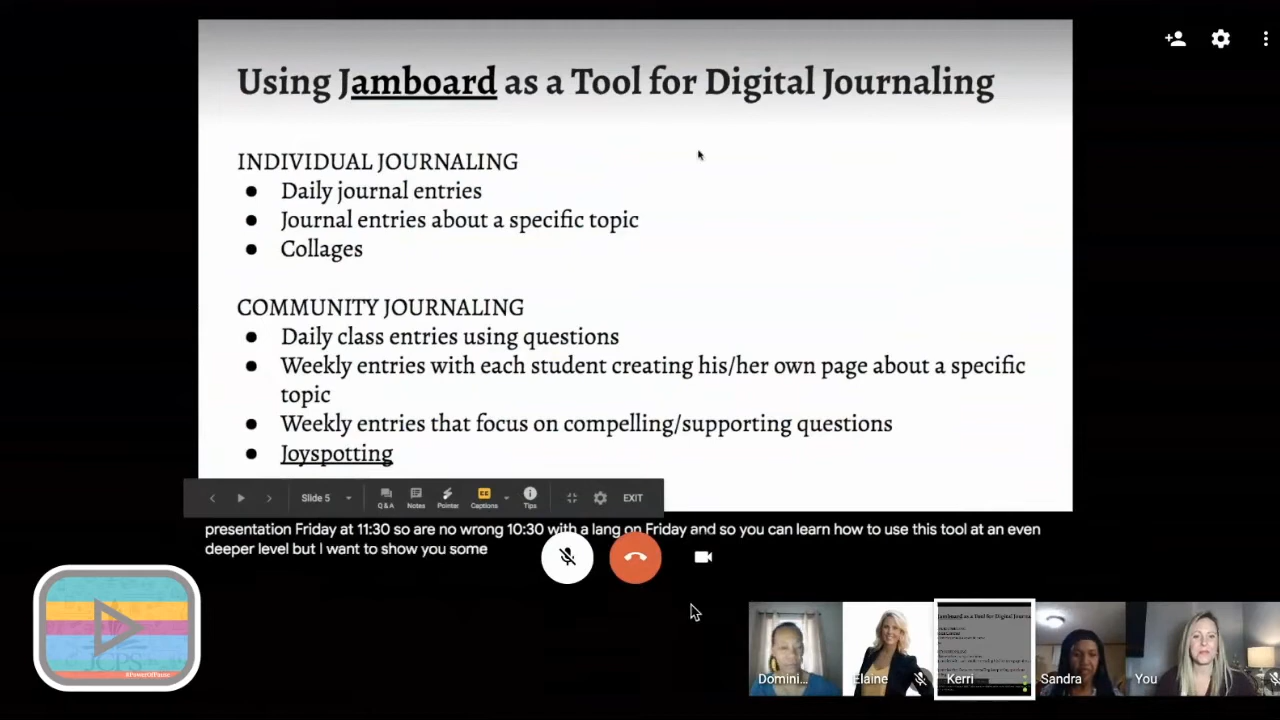 Using Jamboard as a Tool for Digital Journaling
INDIVIDUAL JOURNALING
● Daily journal entries
● Journal entries about a specific topic
● Collages
COMMUNITY JOURNALING
● Daily class entries using questions
● Weekly entries with each student creating his/her own page about a specific
topic
● Weekly entries that focus on compelling/supporting questions
● Joyspotting
Slide 5
Q&A
Notes
Pointer
CC
Captions
Tips
EXIT
presentation Friday at 11:30 so are no wrong 10:30 with a lang on Friday and so you can learn how to use this tool at an even
deeper level but I want to show you some
JCPS
Domini...
Elaine
Kerri
Sandra
You